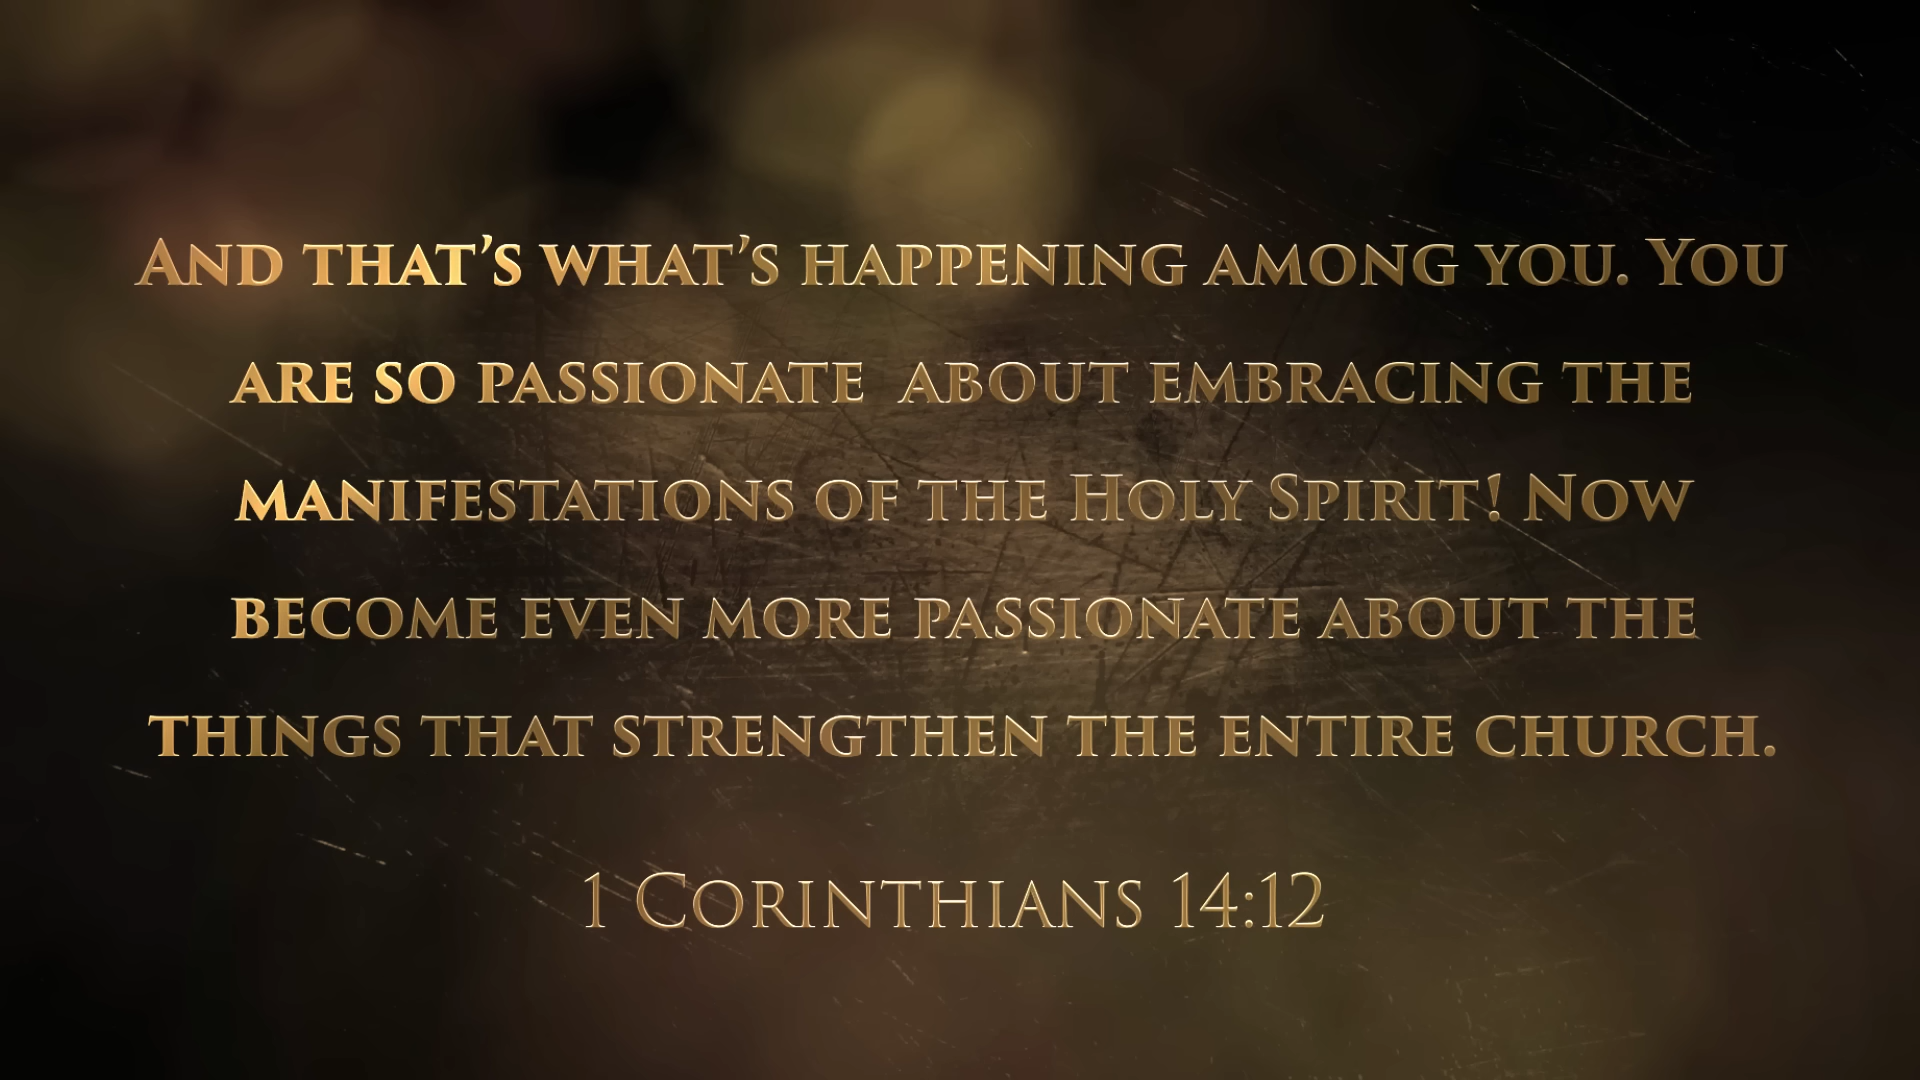 And that’s what’s happening among you. You
are so passionate  about embracing the
manifestations of the Holy Spirit! Now
become even more passionate about the
things that strengthen the entire church.
1 Corinthians 14:12